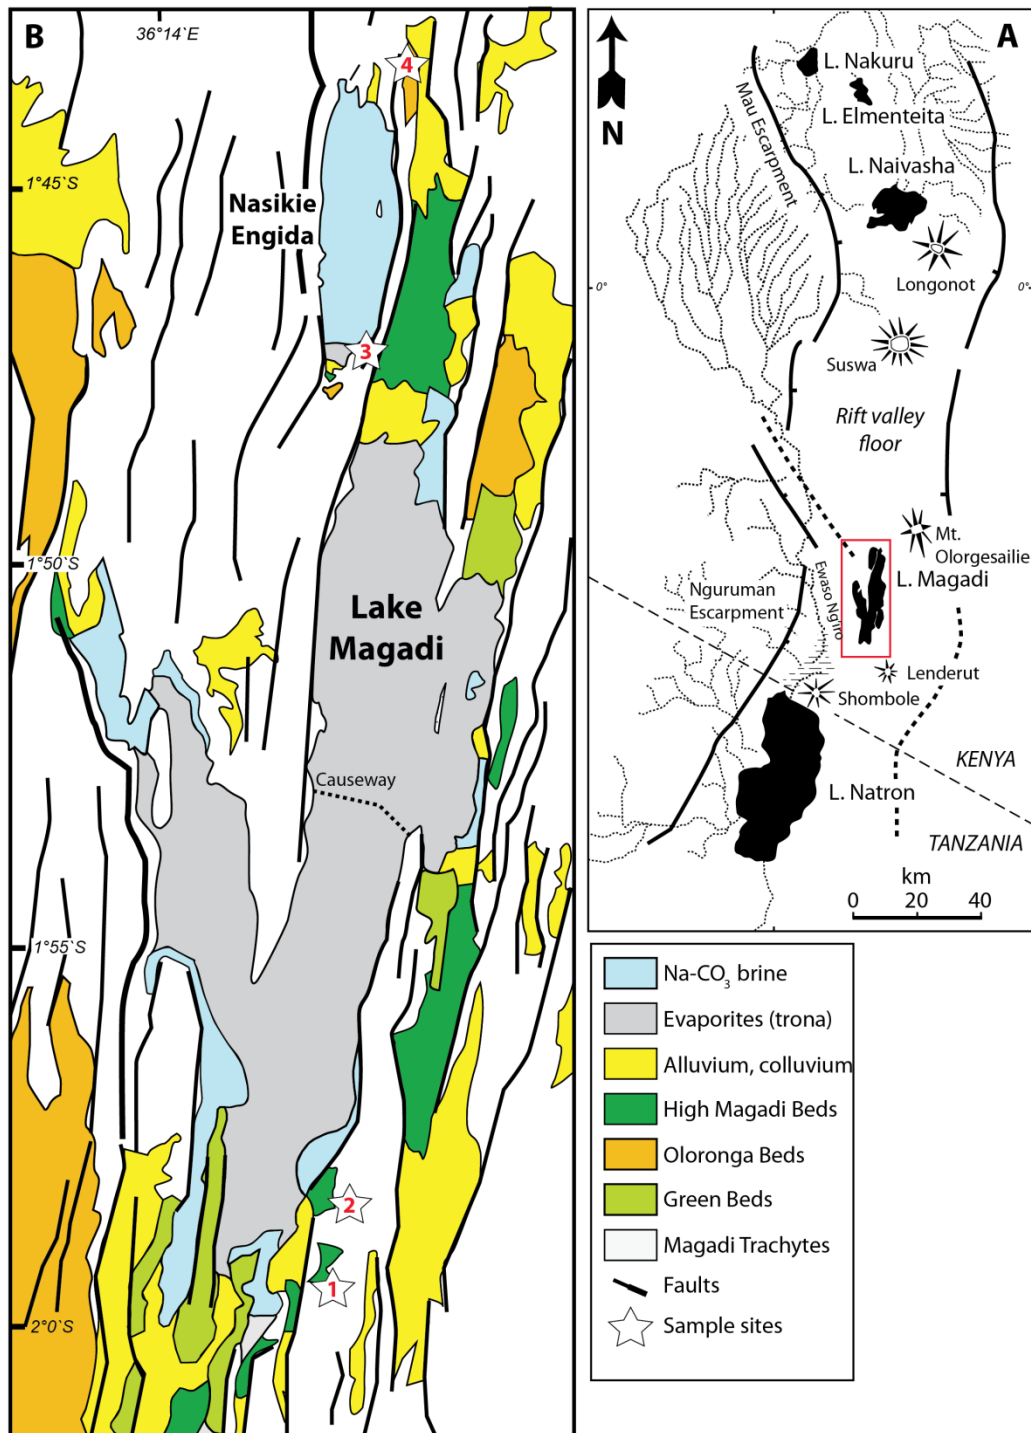 B
36°14`E
4
1°45`S
Nasikie
Engida
3
1°50`S
Lake
Magadi
Causeway
1°55`S
2
1
2°0`S
A
N
L. Nakuru
L. Elmenteita
Mau Escarpment
L. Naivasha
Longonot
0°
0°
Suswa
Rift valley
floor
Mt.
Olorgesailie
L. Magadi
Nguruman
Escarpment
Ewaso Ng'iro
Lenderut
Shombole
KENYA
L. Natron
TANZANIA
km
0 20 40
Na-CO3 brine
Evaporites (trona)
Alluvium, colluvium
High Magadi Beds
Oloronga Beds
Green Beds
Magadi Trachytes
Faults
Sample sites